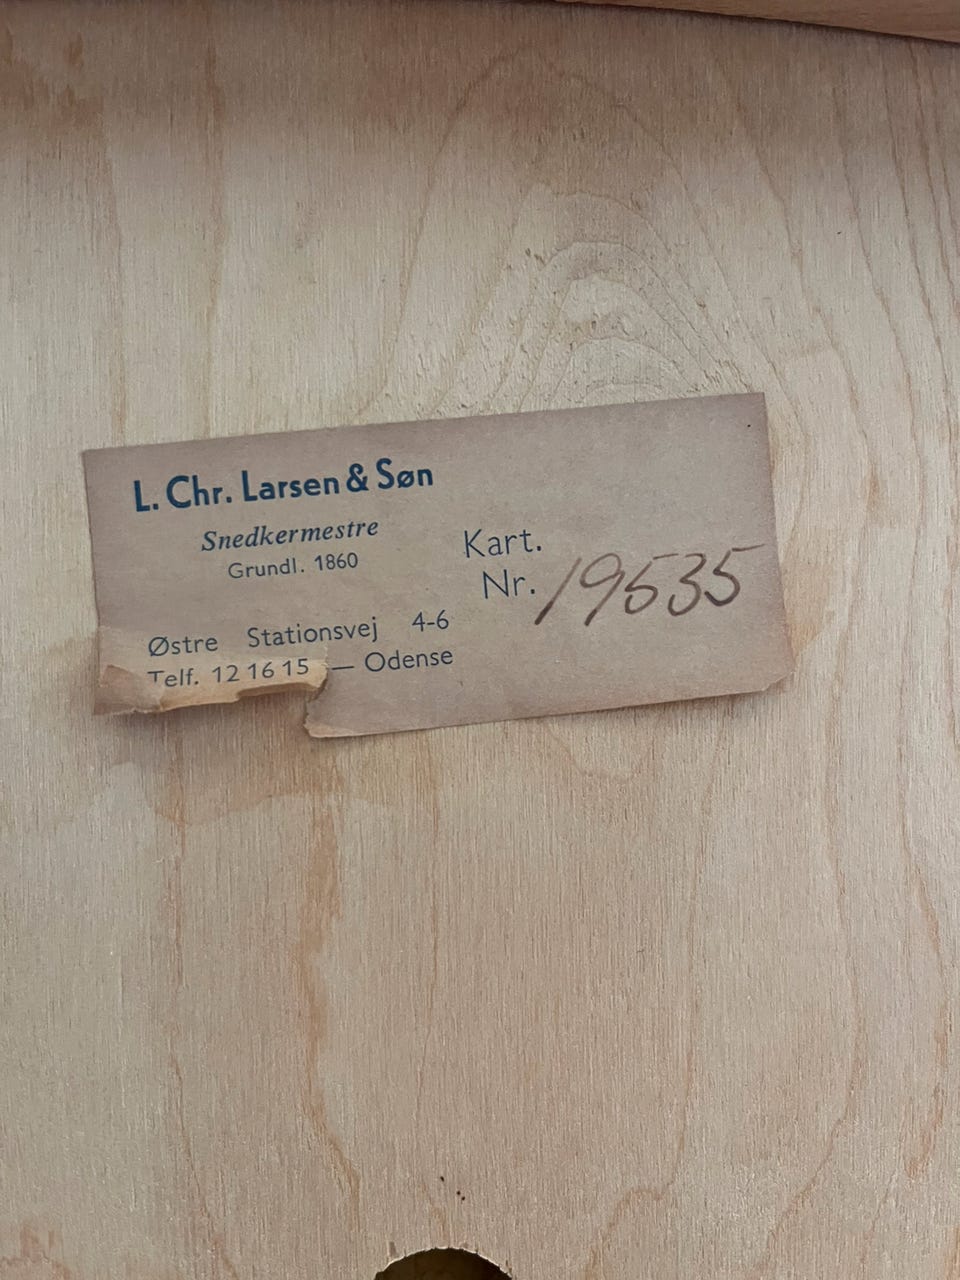 L. Chr. Larsen & Søn
Snedkermestre
Grundl. 1860
Kart.
Nr. 19535
Østre Stationsvej 4-6
Telf. 12 16 15 — Odense